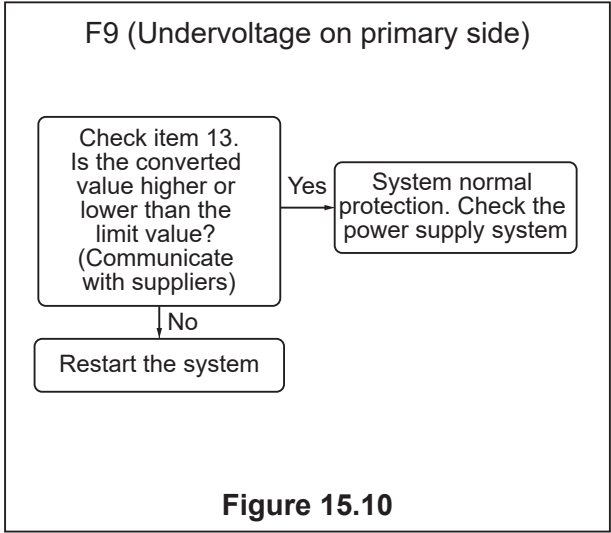 F9 (Undervoltage on primary side)
Check item 13.
Is the converted
value higher or
lower than the
limit value?
(Communicate
with suppliers)
Yes
System normal
protection. Check the
power supply system
No
Restart the system
Figure 15.10